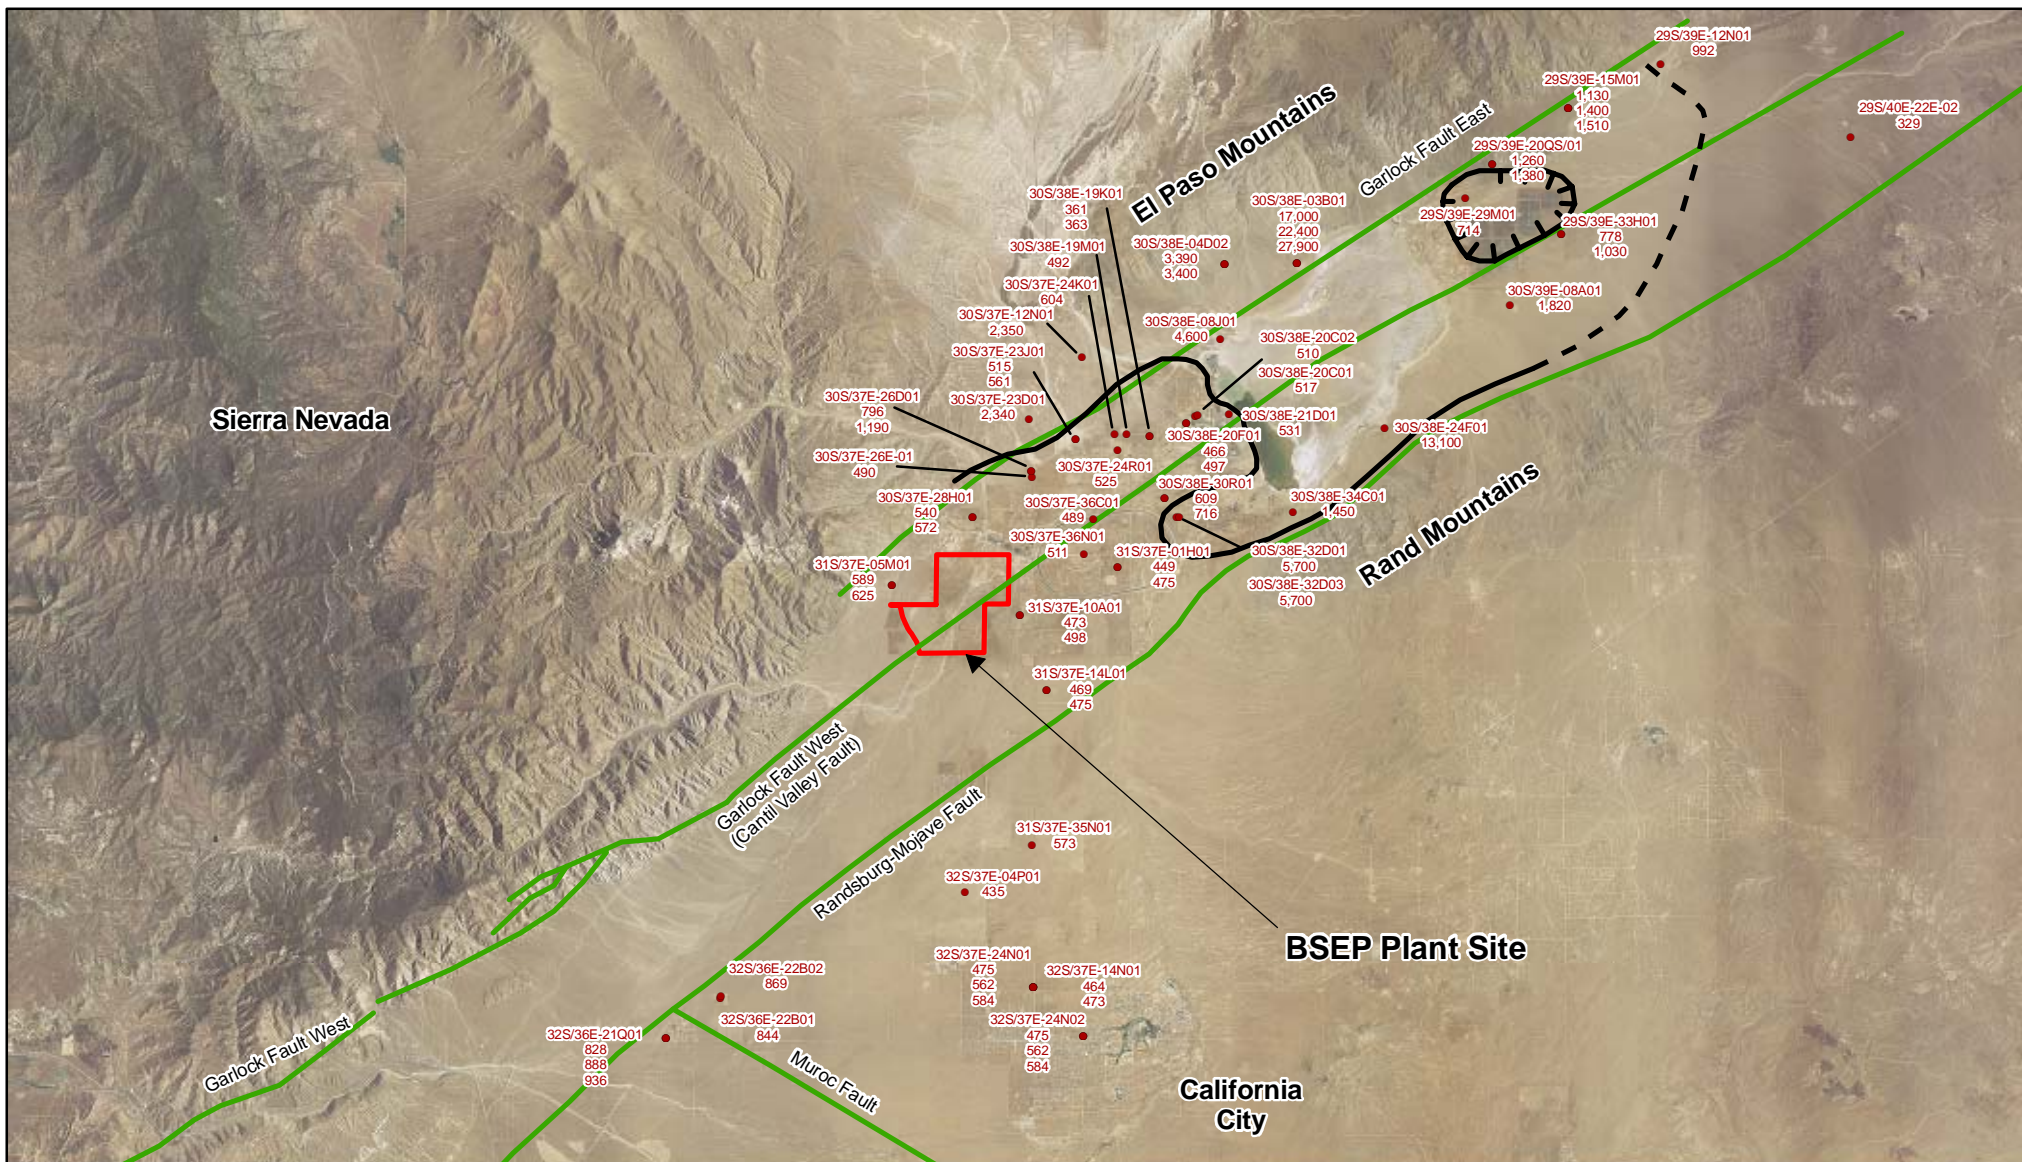 29S/39E-12N01
992
29S/39E-15M01
1,130
1,400
1,510
29S/40E-22E-02
329
El Paso Mountains
Garlock Fault East
29S/39E-20QS/01
1,260
1,380
30S/38E-19K01
361
363
30S/38E-03B01
17,000
22,400
27,900
29S/39E-29M01
714
29S/39E-33H01
778
1,030
30S/38E-19M01
492
30S/38E-04D02
3,390
3,400
30S/37E-24K01
604
30S/39E-08A01
1,820
30S/37E-12N01
2,350
30S/38E-08J01
4,600
30S/38E-20C02
510
30S/37E-23J01
515
561
30S/38E-20C01
517
30S/37E-26D01
796
1,190
30S/37E-23D01
2,340
Sierra Nevada
30S/38E-21D01
531
30S/38E-24F01
13,100
30S/38E-20F01
466
497
30S/37E-26E-01
490
30S/37E-24R01
525
30S/38E-30R01
609
716
30S/37E-28H01
540
572
30S/37E-36C01
489
30S/38E-34C01
1,450
Rand Mountains
30S/37E-36N01
511
31S/37E-01H01
449
475
30S/38E-32D01
5,700
30S/38E-32D03
5,700
31S/37E-05M01
589
625
31S/37E-10A01
473
498
31S/37E-14L01
469
475
Garlock Fault West
(Cantil Valley Fault)
Randsburg-Mojave Fault
31S/37E-35N01
573
32S/37E-04P01
435
BSEP Plant Site
32S/37E-24N01
475
562
584
32S/37E-14N01
464
473
32S/36E-22B02
869
32S/36E-22B01
844
32S/37E-24N02
475
562
584
32S/36E-21Q01
828
888
936
Garlock Fault West
Muroc Fault
California
City